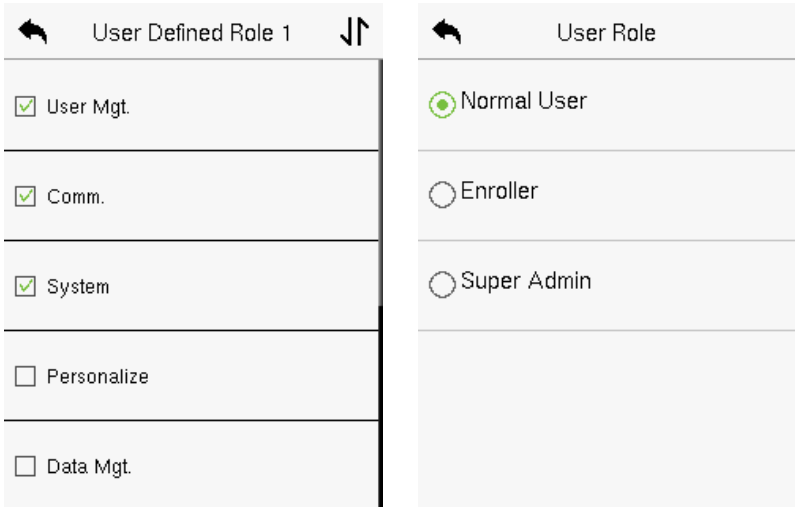 User Defined Role 1
User Mgt.
Comm.
System
Personalize
Data Mgt.
User Role
Normal User
Enroller
Super Admin